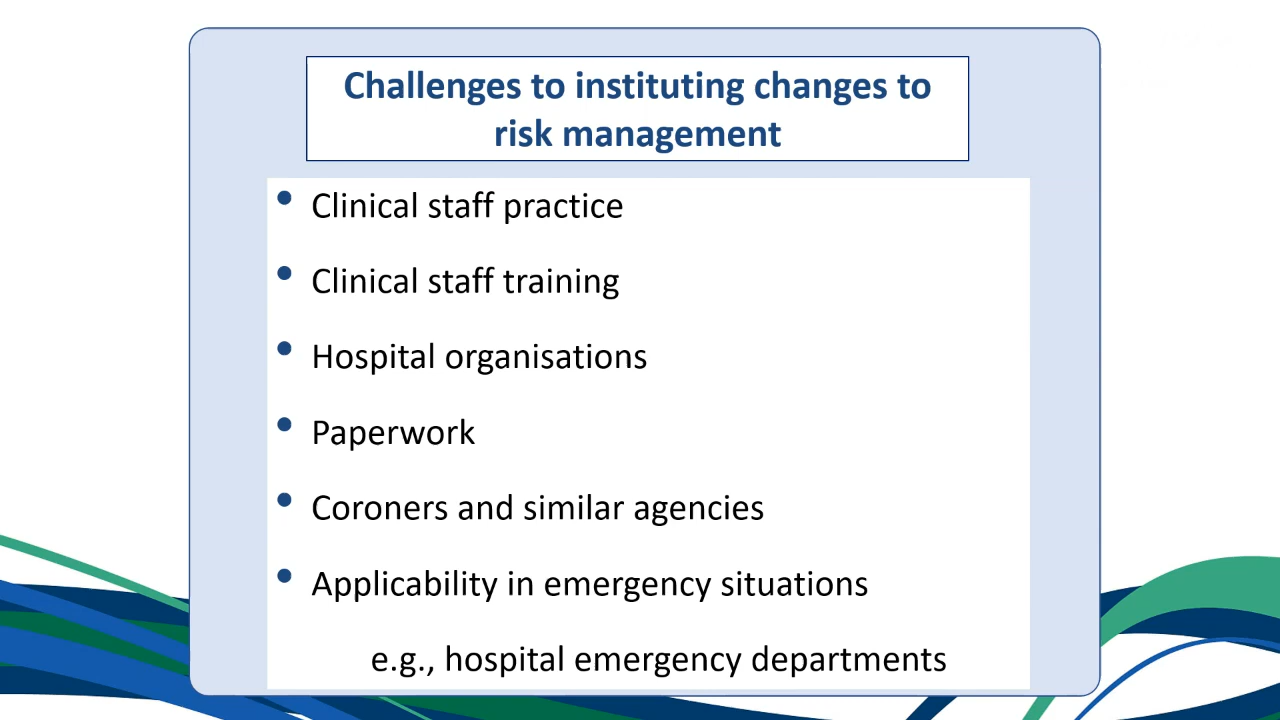 Challenges to instituting changes to
risk management
• Clinical staff practice
• Clinical staff training
• Hospital organisations
• Paperwork
• Coroners and similar agencies
• Applicability in emergency situations
e.g., hospital emergency departments